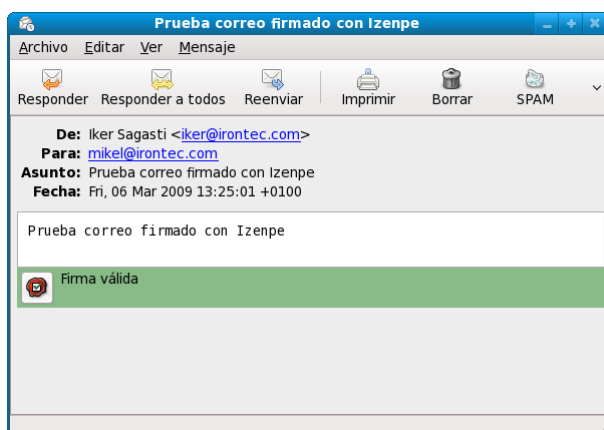 Prueba correo firmado con Izenpe
Archivo Editar Ver Mensaje
Responder Responder a todos Reenviar Imprimir Borrar SPAM
De: Iker Sagasti <iker@irontec.com>
Para: mikel@irontec.com
Asunto: Prueba correo firmado con Izenpe
Fecha: Fri, 06 Mar 2009 13:25:01 +0100
Prueba correo firmado con Izenpe
Firma válida